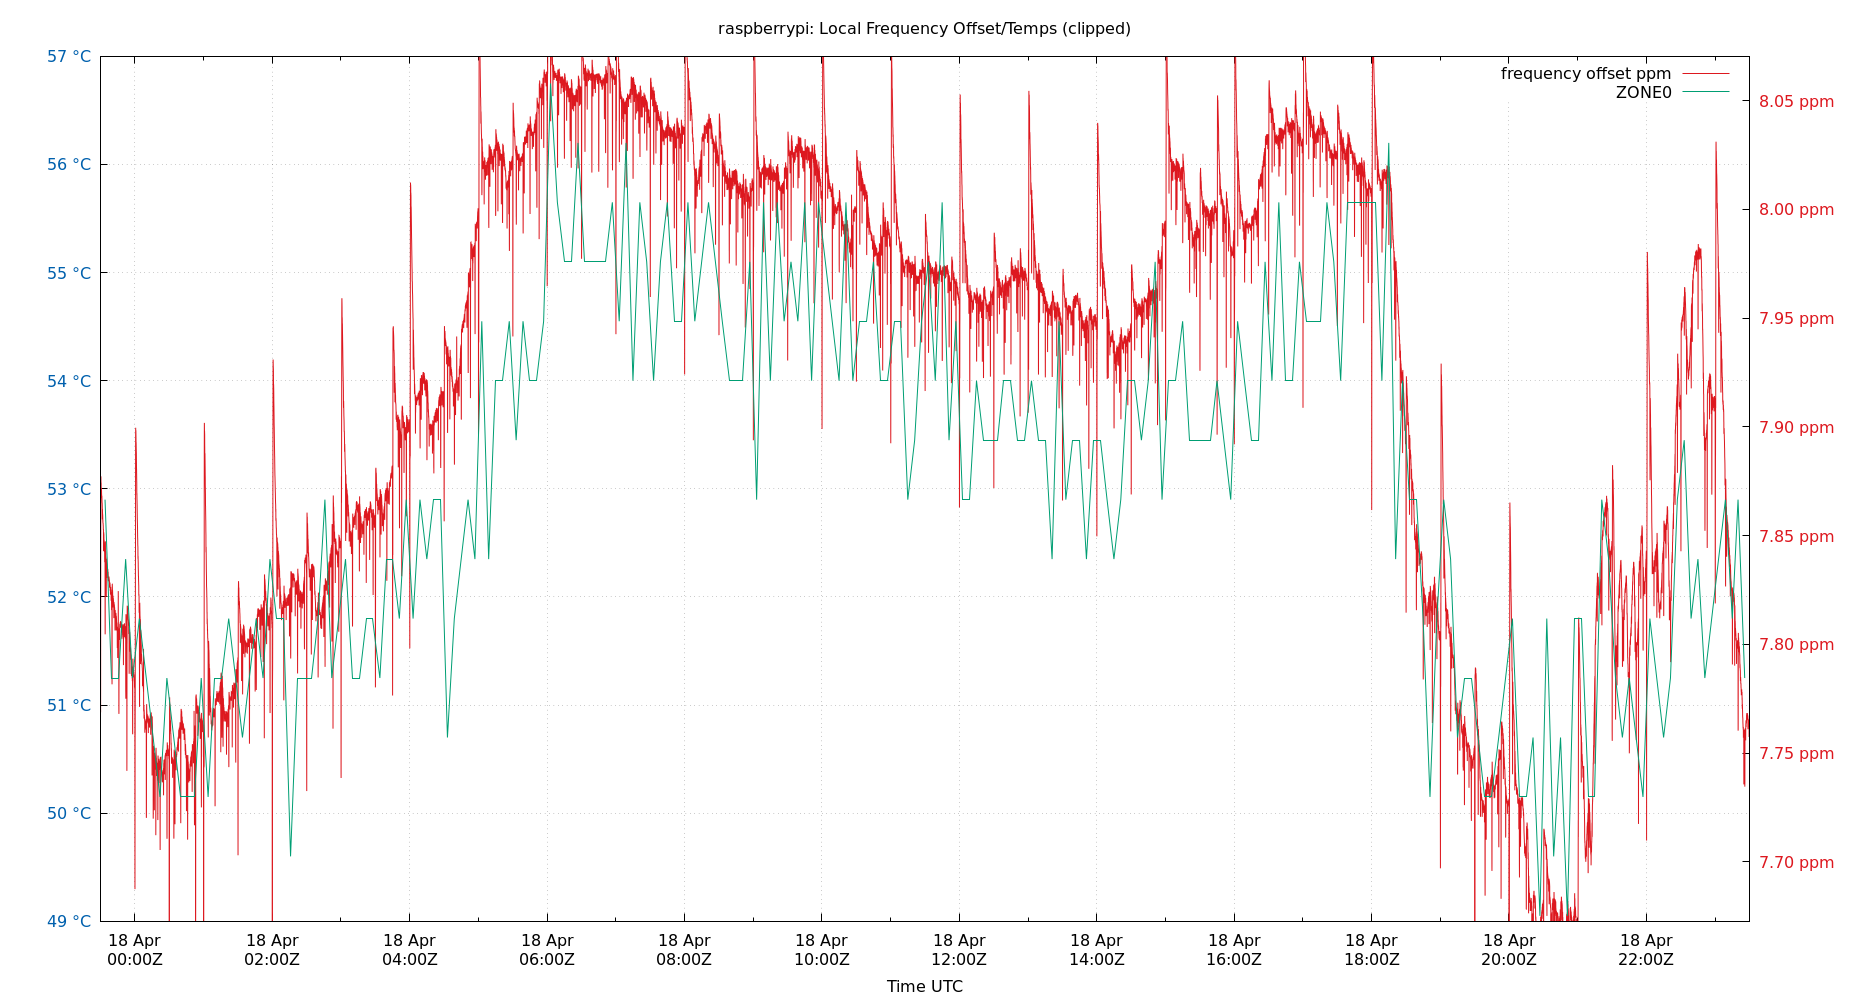 raspberrypi: Local Frequency Offset/Temps (clipped)
57 °C
56 °C
55 °C
54 °C
53 °C
52 °C
51 °C
50 °C
49 °C
frequency offset ppm
ZONE0
8.05 ppm
8.00 ppm
7.95 ppm
7.90 ppm
7.85 ppm
7.80 ppm
7.75 ppm
7.70 ppm
18 Apr 18 Apr 18 Apr 18 Apr 18 Apr 18 Apr 18 Apr 18 Apr 18 Apr 18 Apr 18 Apr 18 Apr
00:00Z 02:00Z 04:00Z 06:00Z 08:00Z 10:00Z 12:00Z 14:00Z 16:00Z 18:00Z 20:00Z 22:00Z
Time UTC